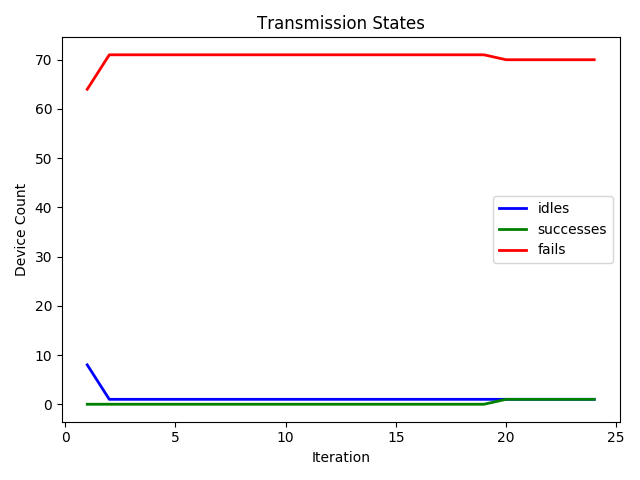 Transmission States
Device Count
70
60
50
40
30
20
10
0
idles
successes
fails
0 5 10 15 20 25
Iteration